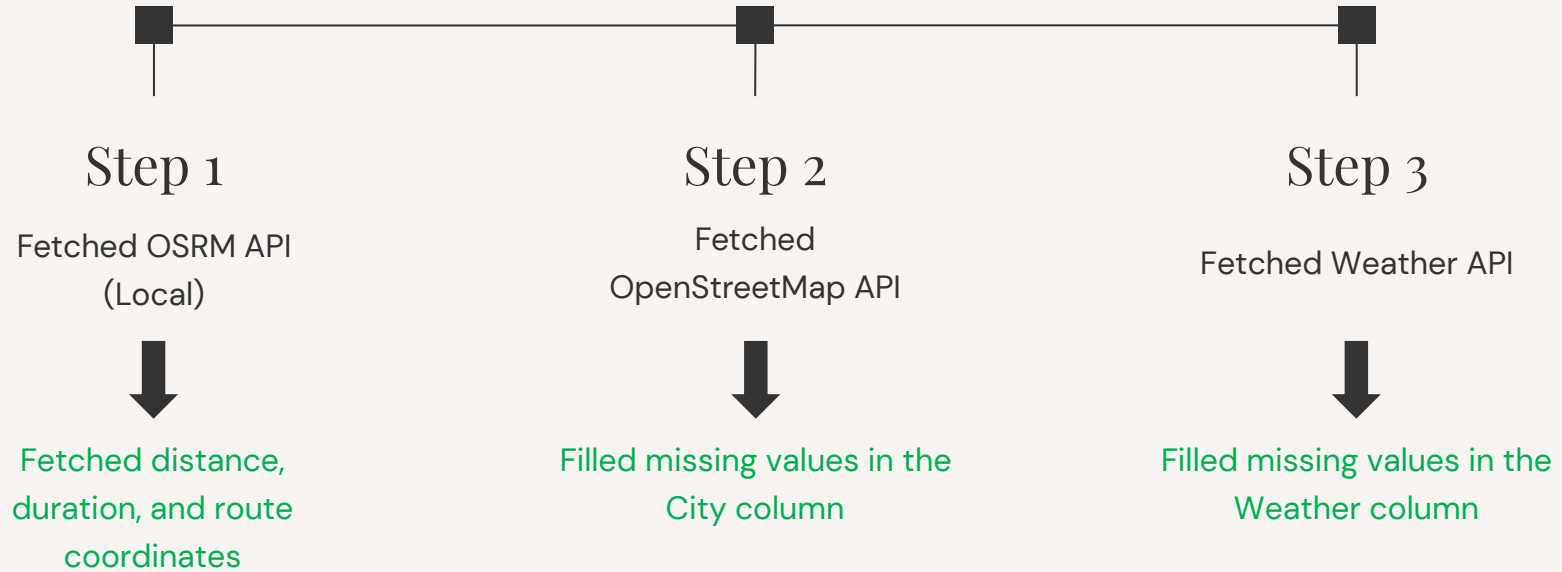 Step 1
Fetched OSRM API
(Local)
Fetched distance,
duration, and route
coordinates
Step 2
Fetched
OpenStreetMap API
Filled missing values in the
City column
Step 3
Fetched Weather API
Filled missing values in the
Weather column